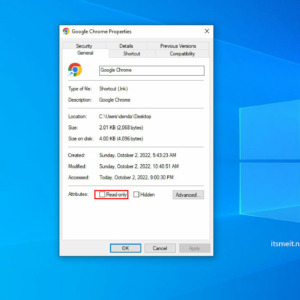 Google Chrome Properties
Security Details Previous Versions
General Shortcut Compatibility
Google Chrome
Type of file: Shortcut (.lnk)
Description: Google Chrome
Location: C:\Users\denda\Desktop
Size: 2.01 KB (2,068 bytes)
Size on disk: 4.00 KB (4,096 bytes)
Created: Sunday, October 2, 2022, 9:43:23 AM
Modified: Sunday, October 2, 2022, 10:40:51 AM
Accessed: Today, October 2, 2022, 9:00:30 PM
Attributes: Read-only Hidden Advanced...
OK Cancel Apply
itsmeit.